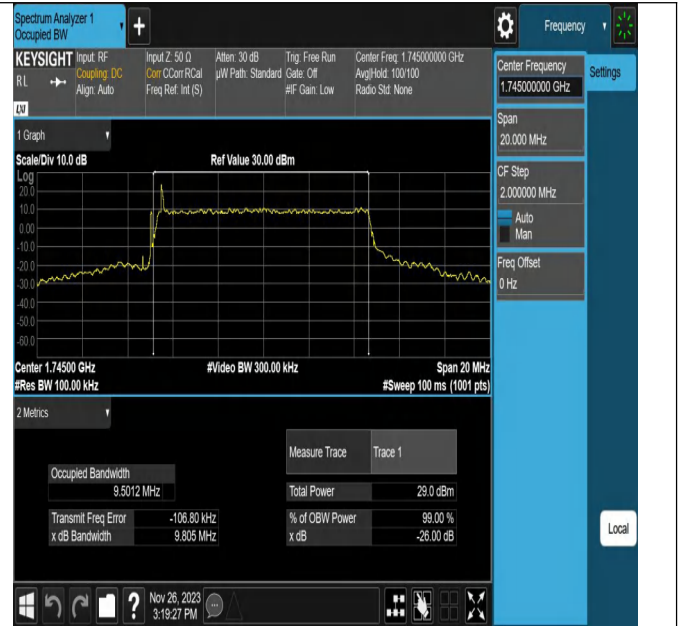 Spectrum Analyzer 1
Occupied BW
+
Frequency
KEYSIGHT
RL
LXI
Input: RF
Coupling: DC
Align: Auto
Input Z: 50 Ω
Corr CCorr RCal
Freq Ref: Int (S)
Atten: 30 dB
µW Path: Standard
Trig: Free Run
Gate: Off
#IF Gain: Low
Center Freq: 1.745000000 GHz
Avg|Hold: 100/100
Radio Std: None
Center Frequency
1.745000000 GHz
Settings
Span
20.000 MHz
CF Step
2.000000 MHz
Auto
Man
Freq Offset
0 Hz
1 Graph
Scale/Div 10.0 dB
Ref Value 30.00 dBm
Log
20.0
10.0
0.00
-10.0
-20.0
-30.0
-40.0
-50.0
-60.0
Center 1.74500 GHz
#Video BW 300.00 kHz
Span 20 MHz
#Res BW 100.00 kHz
#Sweep 100 ms (1001 pts)
2 Metrics
Measure Trace
Trace 1
Occupied Bandwidth
9.5012 MHz
Total Power
29.0 dBm
Transmit Freq Error
-106.80 kHz
% of OBW Power
99.00 %
x dB Bandwidth
9.805 MHz
x dB
-26.00 dB
Local
?
Nov 26, 2023
3:19:27 PM